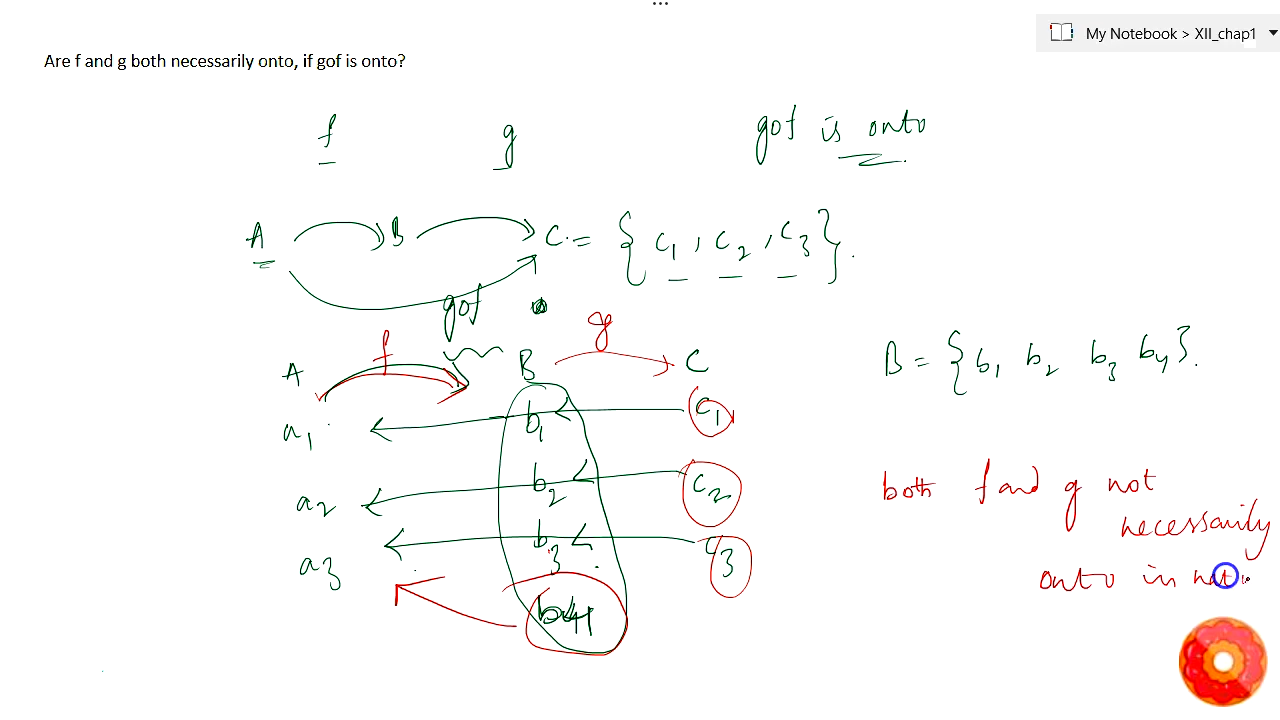 My Notebook > XII_chap1
Are f and g both necessarily onto, if gof is onto?
f g gof is onto
A B C = { c1 , c2 , c3 } .
gof
f g
A B C
B = { b1 b2 b3 b4 } .
a1 b1 c1
a2 b2 c2
a3 b3 c3
b4
both f and g not
necessarily
onto in